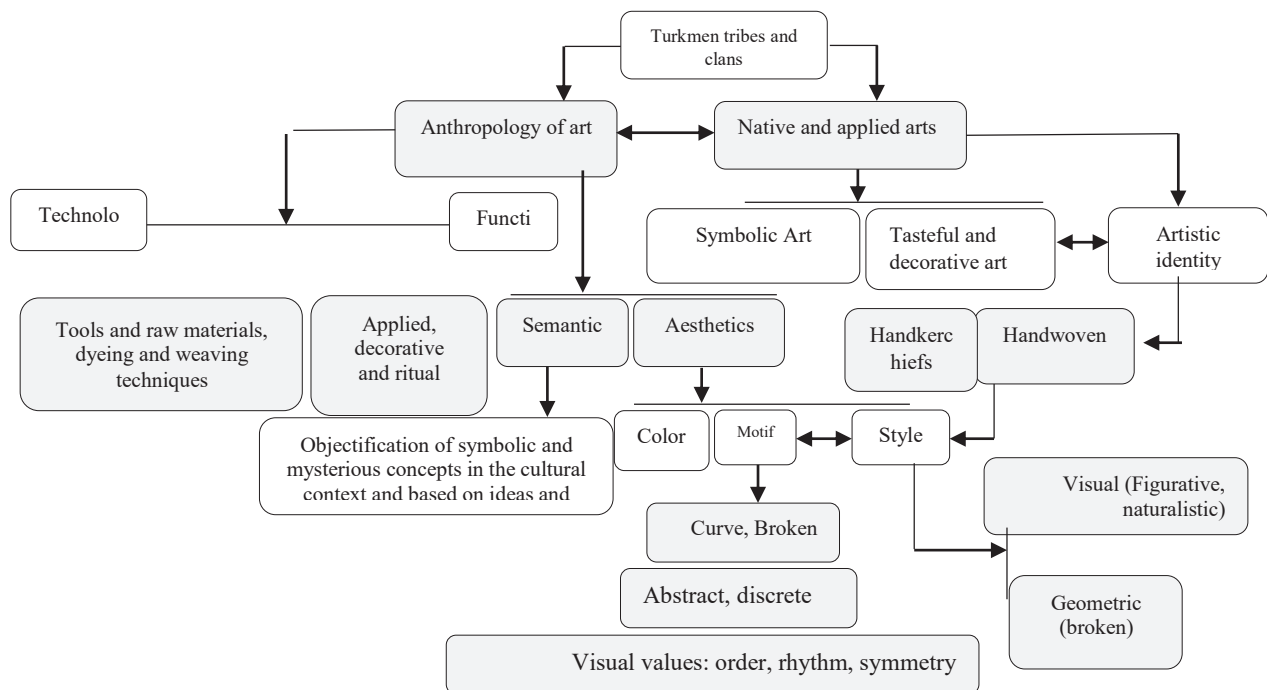 Turkmen tribes and
clans
Anthropology of art
Native and applied arts
Technolo
Functi
Symbolic Art
Tasteful and
decorative art
Artistic
identity
Tools and raw materials,
dyeing and weaving
techniques
Applied,
decorative
and ritual
Semantic
Aesthetics
Handkerc
hiefs
Handwoven
Objectification of symbolic and
mysterious concepts in the cultural
context and based on ideas and
Color
Motif
Style
Visual (Figurative,
naturalistic)
Curve, Broken
Abstract, discrete
Geometric
(broken)
Visual values: order, rhythm, symmetry